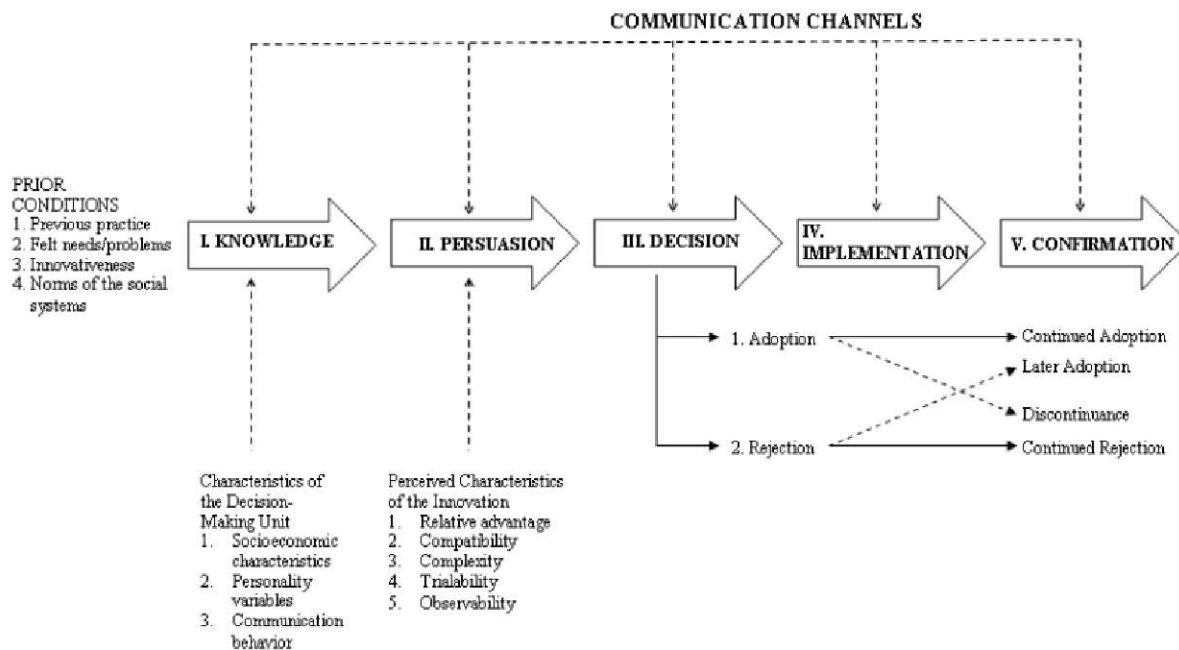 COMMUNICATION CHANNELS
PRIOR
CONDITIONS
1. Previous practice
2. Felt needs/problems
3. Innovativeness
4. Norms of the social
systems
I. KNOWLEDGE
II. PERSUASION
III. DECISION
IV.
IMPLEMENTATION
V. CONFIRMATION
1. Adoption
Continued Adoption
Later Adoption
Discontinuance
2. Rejection
Continued Rejection
Characteristics of
the Decision-
Making Unit
1. Socioeconomic
characteristics
2. Personality
variables
3. Communication
behavior
Perceived Characteristics
of the Innovation
1. Relative advantage
2. Compatibility
3. Complexity
4. Trialability
5. Observability